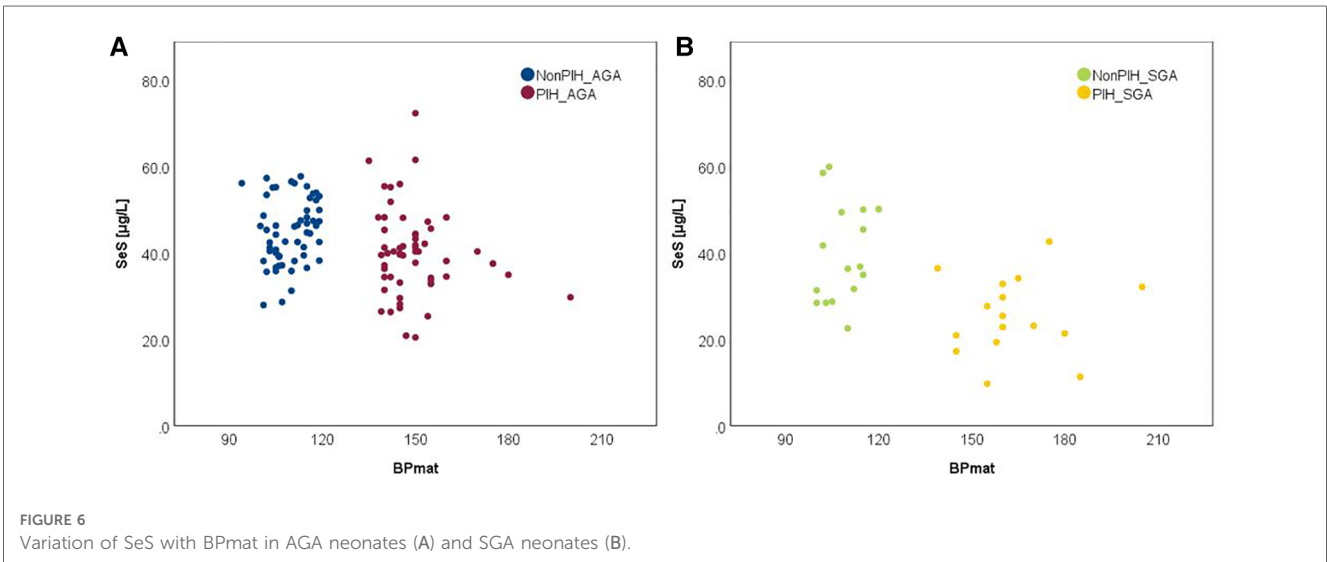 A
NonPIH_AGA
PIH_AGA
80.0
60.0
40.0
20.0
.0
SeS [µg/L]
90 120 150 180 210
BPmat
B
NonPIH_SGA
PIH_SGA
80.0
60.0
40.0
20.0
.0
SeS [µg/L]
90 120 150 180 210
BPmat
FIGURE 6
Variation of SeS with BPmat in AGA neonates (A) and SGA neonates (B).